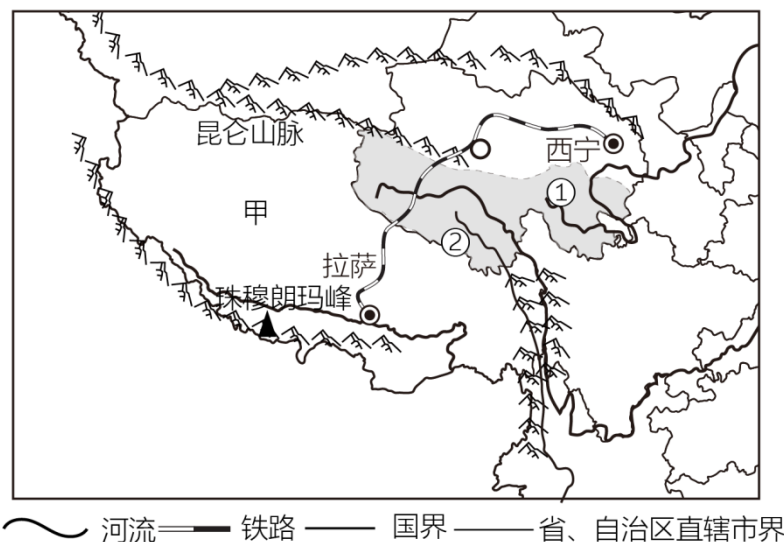 昆仑山脉
西宁
①
甲
②
拉萨
珠穆朗玛峰
河流 铁路 国界 省、自治区直辖市界